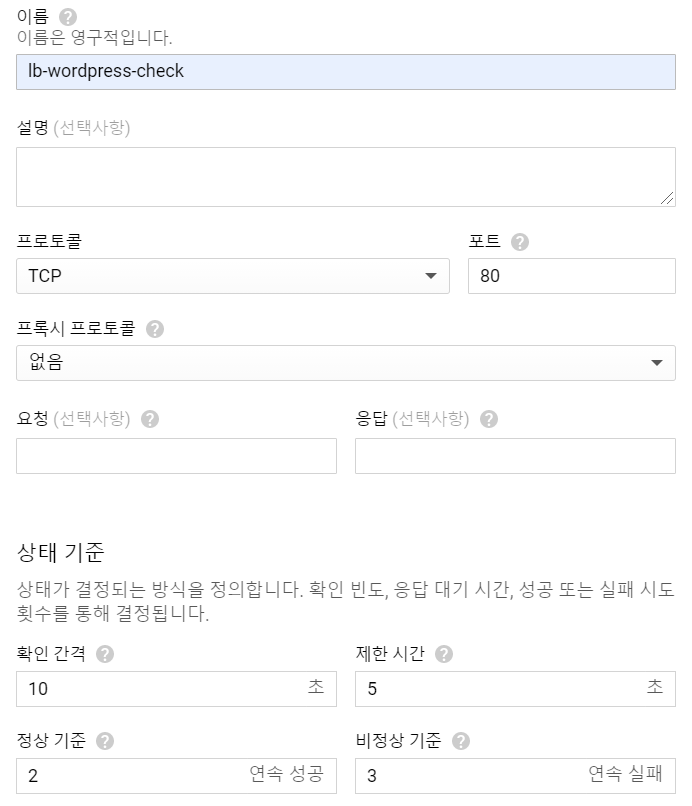 이름
이름은 영구적입니다.
lb-wordpress-check
설명 (선택사항)
프로토콜 포트
TCP 80
프록시 프로토콜
없음
요청 (선택사항) 응답 (선택사항)
상태 기준
상태가 결정되는 방식을 정의합니다. 확인 빈도, 응답 대기 시간, 성공 또는 실패 시도
횟수를 통해 결정됩니다.
확인 간격 제한 시간
10 초 5 초
정상 기준 비정상 기준
2 연속 성공 3 연속 실패